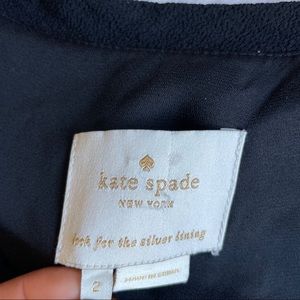 kate spade
NEW YORK
look for the silver lining
2